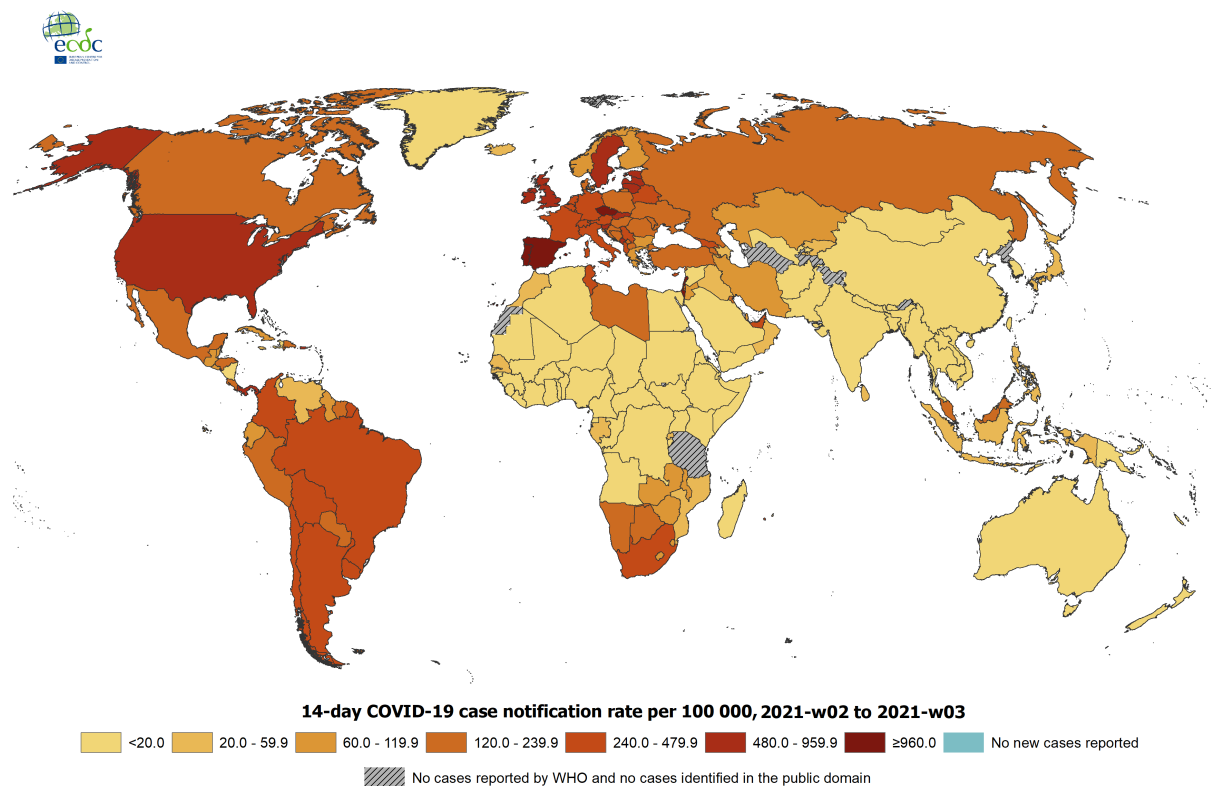 ecdc
14-day COVID-19 case notification rate per 100 000, 2021-w02 to 2021-w03
<20.0 20.0 - 59.9 60.0 - 119.9 120.0 - 239.9 240.0 - 479.9 480.0 - 959.9 ≥960.0 No new cases reported
No cases reported by WHO and no cases identified in the public domain